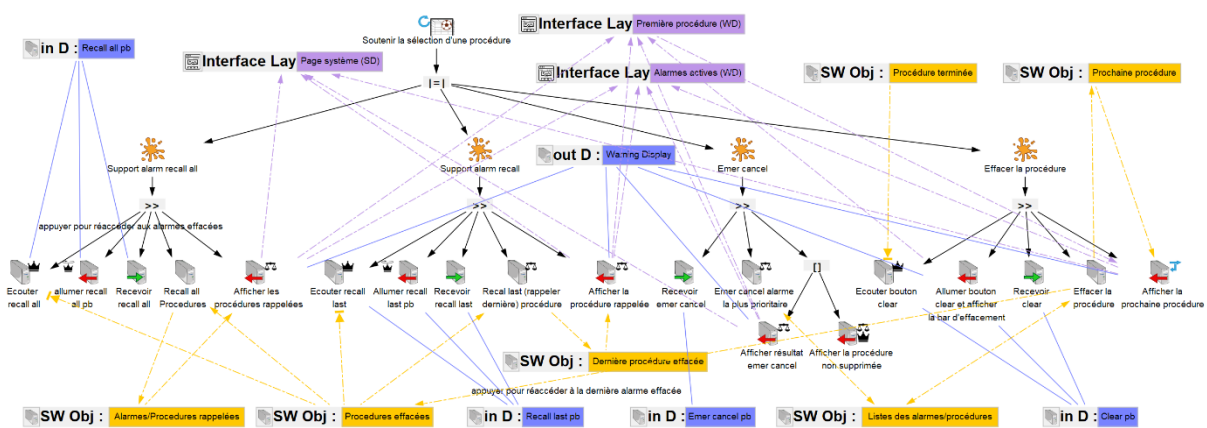 Interface Lay Première procédure (WD)
Soutenir la sélection d'une procédure
in D : Recall all pb
Interface Lay Page système (SD)
Interface Lay Alarmes actives (WD)
SW Obj : Procédure terminée
SW Obj : Prochaine procédure
|=|
Support alarm recall all
Support alarm recall
out D : Warning Display
Emer cancel
Effacer la procédure
>>
>>
>>
>>
appuyer pour réaccéder aux alarmes effacées
[]
Ecouter
recall all
allumer recall
all pb
Recevoir
recall all
Recall all
Procedures
Afficher les
procédures rappelées
Ecouter recall
last
Allumer recall
last pb
Recevoir
recall last
Recal last (rappeler
dernière) procédure
Afficher la
procédure rappelée
Recevoir
emer cancel
Emer cancel alarme
la plus prioritaire
Ecouter bouton
clear
Allumer bouton
clear et afficher
la bar d'effacement
Recevoir
clear
Effacer la
procédure
Afficher la
prochaine procédure
Afficher résultat
emer cancel
Afficher la procédure
non supprimée
SW Obj : Dernière procédure effacée
appuyer pour réaccéder à la dernière alarme effacée
SW Obj : Alarmes/Procedures rappelées
SW Obj : Procedures effacées
in D : Recall last pb
in D : Emer cancel pb
SW Obj : Listes des alarmes/procédures
in D : Clear pb